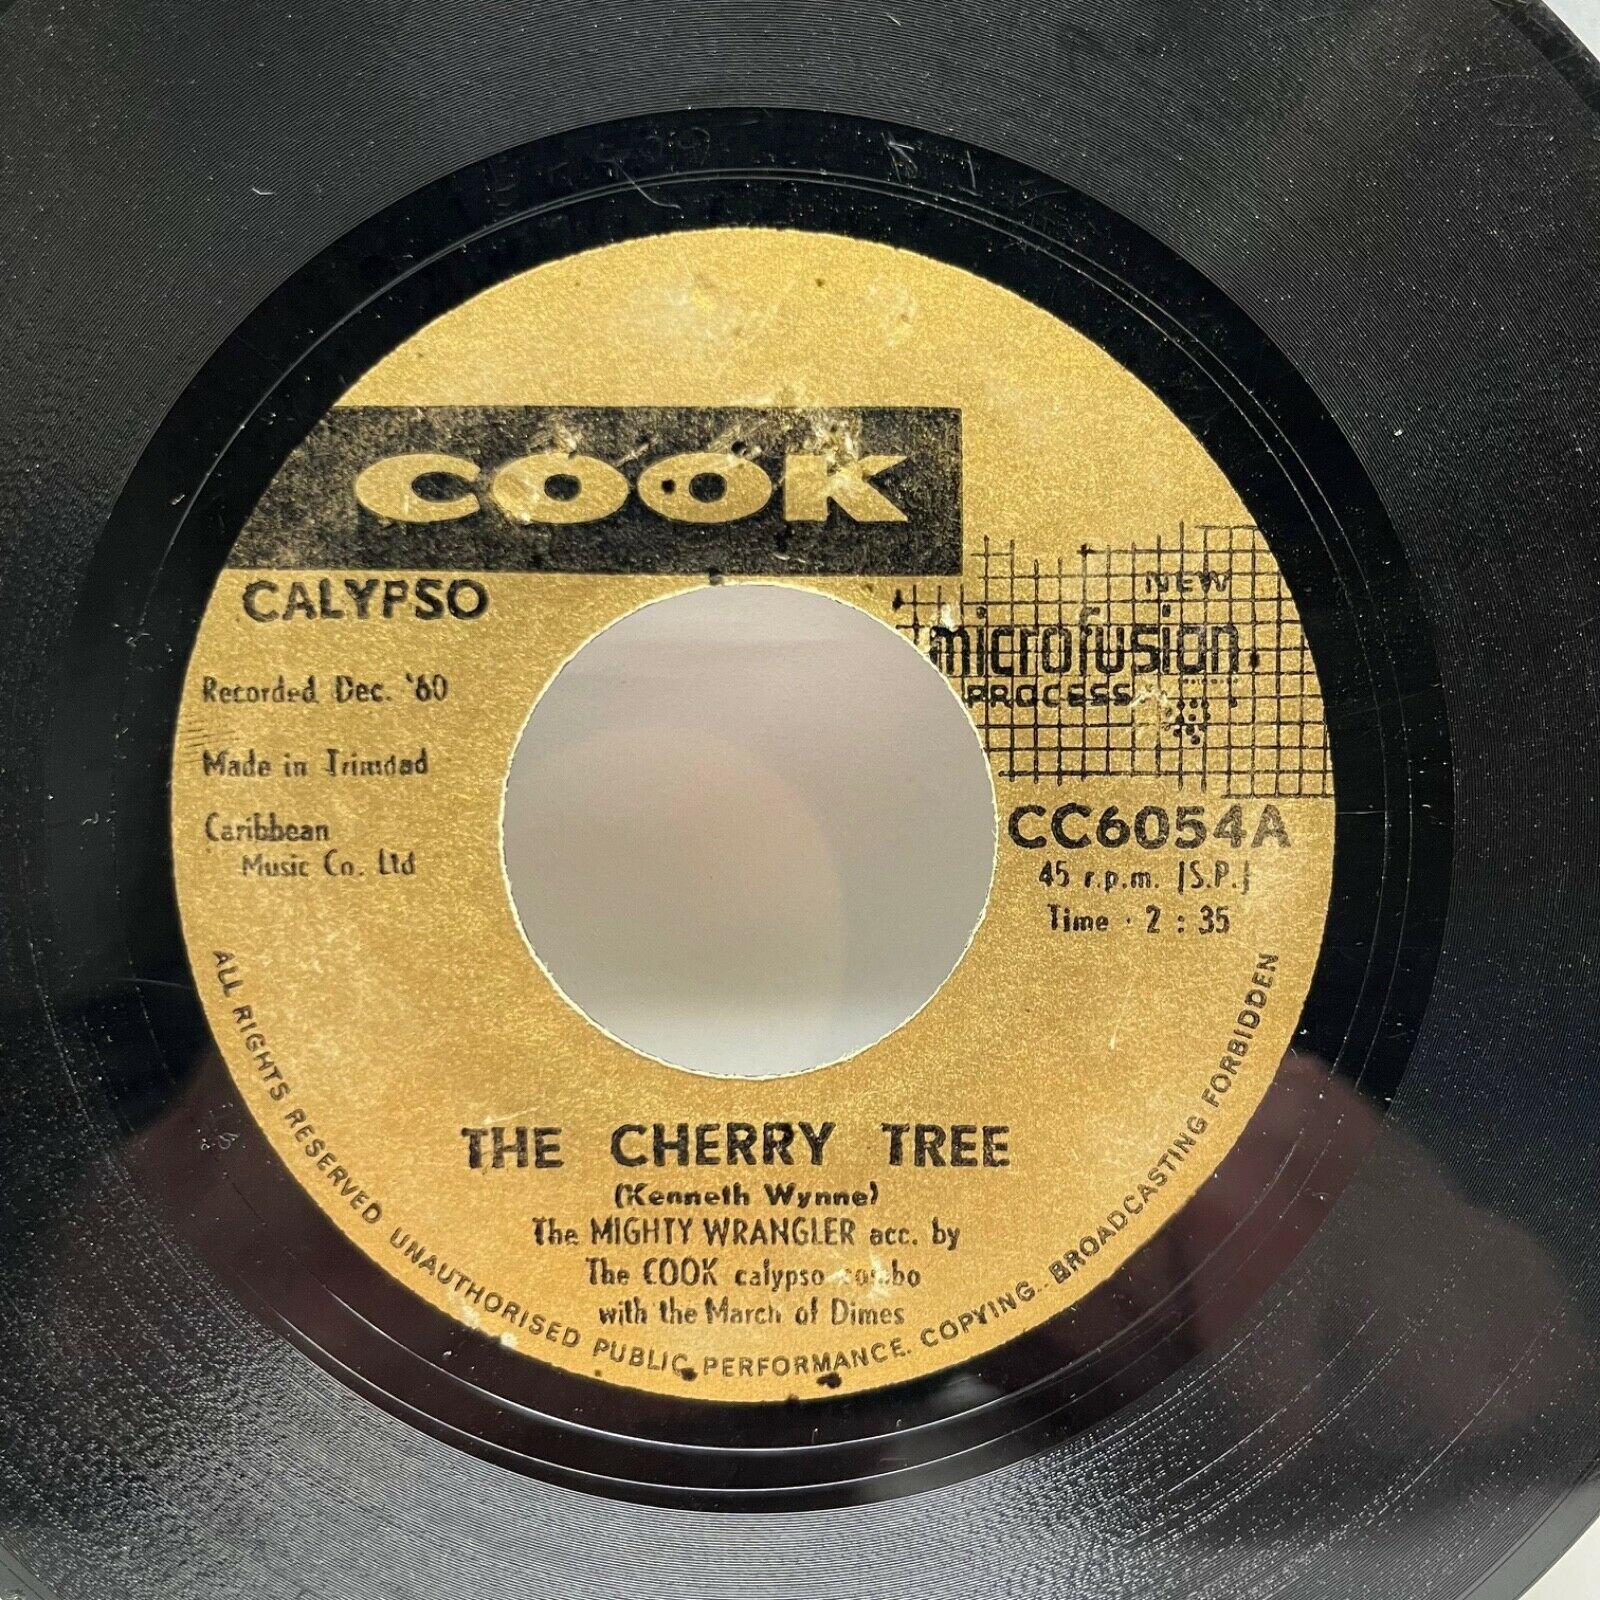 COOK
CALYPSO
NEW
microfusion
PROCESS
Recorded Dec. '60
Made in Trinidad
Caribbean
Music Co. Ltd
CC6054A
45 r.p.m. [S.P.]
Time · 2 : 35
THE CHERRY TREE
(Kenneth Wynne)
The MIGHTY WRANGLER acc. by
The COOK calypso combo
with the March of Dimes
ALL RIGHTS RESERVED UNAUTHORISED PUBLIC PERFORMANCE. COPYING. BROADCASTING FORBIDDEN